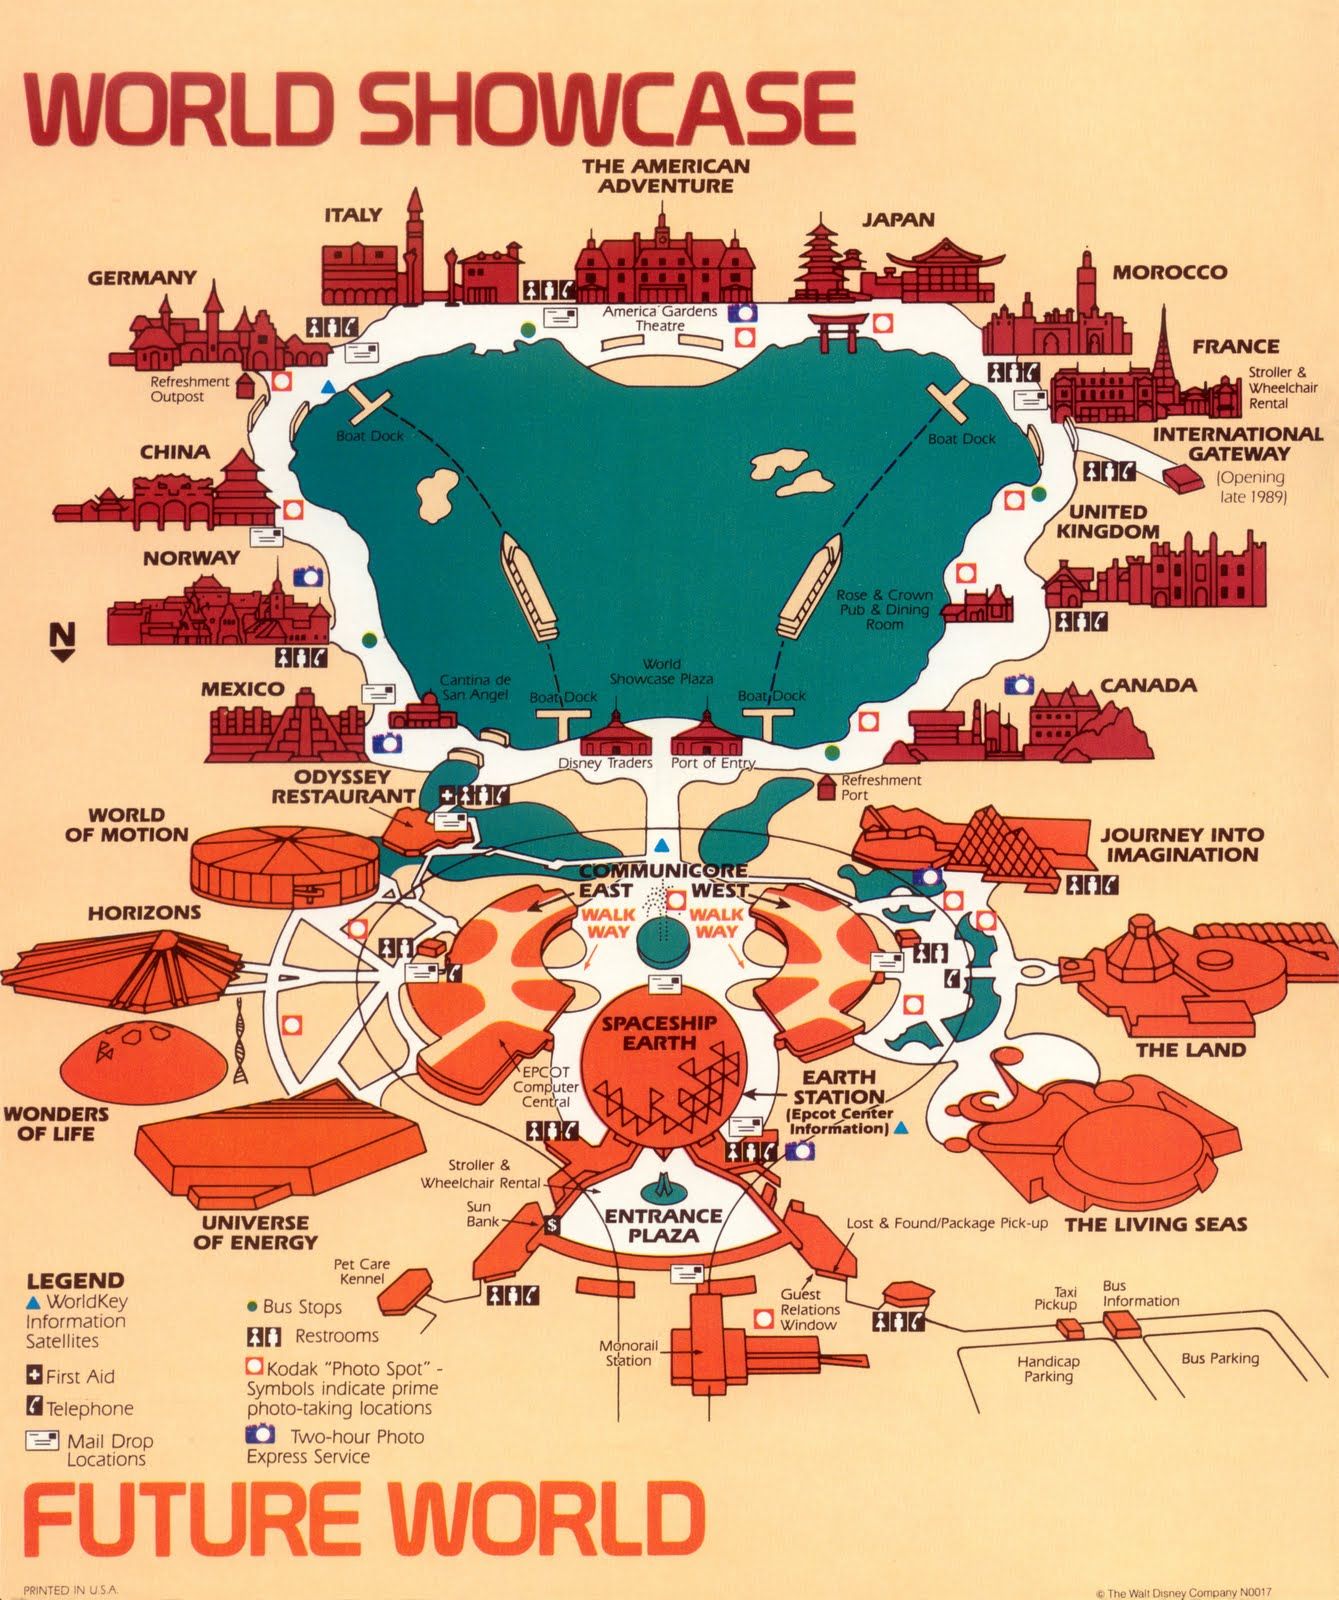 WORLD SHOWCASE
THE AMERICAN
ADVENTURE
ITALY
JAPAN
GERMANY
MOROCCO
America Gardens
Theatre
FRANCE
Refreshment
Outpost
Stroller &
Wheelchair
Rental
Boat Dock
Boat Dock
INTERNATIONAL
GATEWAY
(Opening
late 1989)
CHINA
UNITED
KINGDOM
NORWAY
Rose & Crown
Pub & Dining
Room
N
MEXICO
Cantina de
San Angel
World
Showcase Plaza
Boat Dock
Boat Dock
CANADA
Disney Traders
Port of Entry
ODYSSEY
RESTAURANT
Refreshment
Port
WORLD
OF MOTION
JOURNEY INTO
IMAGINATION
COMMUNICORE
EAST
WEST
WALK
WAY
WALK
WAY
HORIZONS
SPACESHIP
EARTH
THE LAND
EPCOT
Computer
Central
EARTH
STATION
(Epcot Center
Information)
WONDERS
OF LIFE
Stroller &
Wheelchair Rental
Sun
Bank
$
ENTRANCE
PLAZA
Lost & Found/Package Pick-up
THE LIVING SEAS
UNIVERSE
OF ENERGY
Pet Care
Kennel
Guest
Relations
Window
Taxi
Pickup
Bus
Information
Monorail
Station
Handicap
Parking
Bus Parking
LEGEND
WorldKey
Information
Satellites
First Aid
Telephone
Mail Drop
Locations
Bus Stops
Restrooms
Kodak "Photo Spot" -
Symbols indicate prime
photo-taking locations
Two-hour Photo
Express Service
FUTURE WORLD
PRINTED IN U.S.A.
© The Walt Disney Company N0017